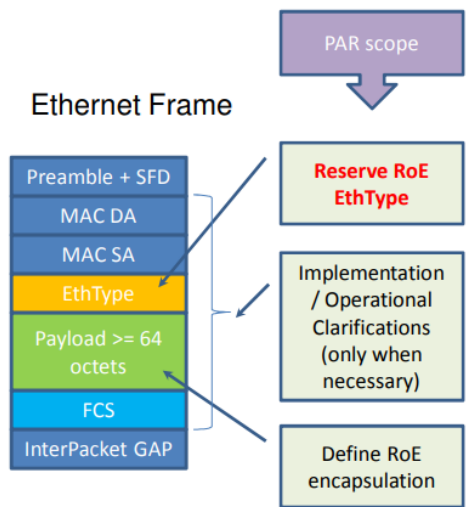 PAR scope
Ethernet Frame
Preamble + SFD
MAC DA
MAC SA
EthType
Payload >= 64
octets
FCS
InterPacket GAP
Reserve RoE
EthType
Implementation
/ Operational
Clarifications
(only when
necessary)
Define RoE
encapsulation